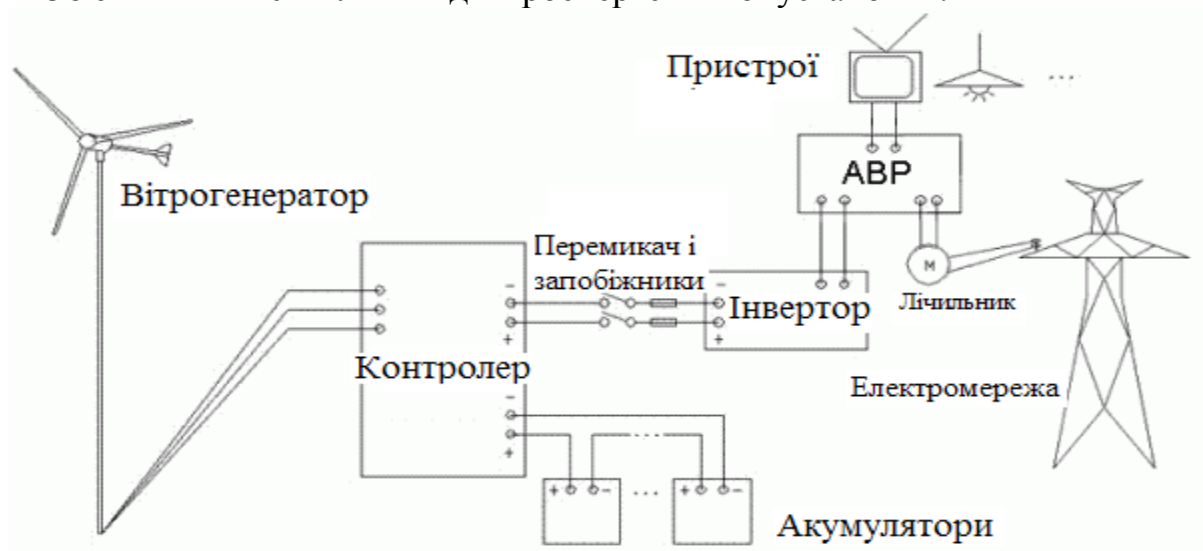 Пристрої
...
АВР
Вітрогенератор
Перемикач і
запобіжники
М
Лічильник
-
-
Інвертор
+
+
Контролер
Електромережа
-
+
+ - ... + -
Акумулятори